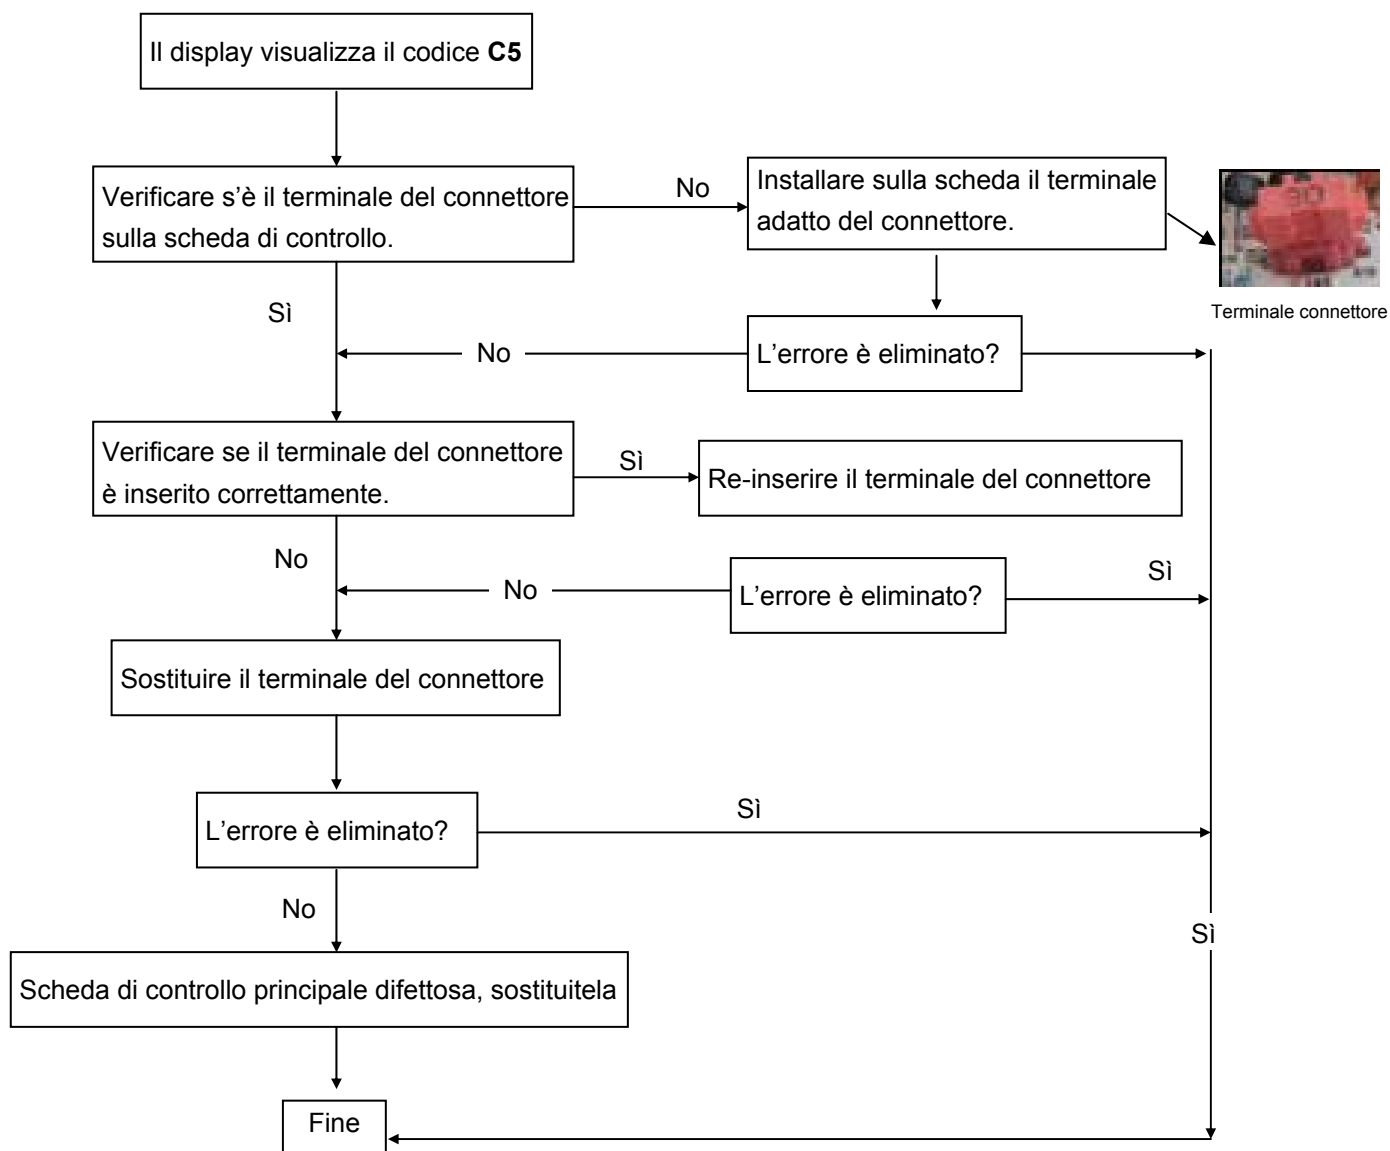 Il display visualizza il codice C5
Verificare s'è il terminale del connettore
sulla scheda di controllo.
No
Installare sulla scheda il terminale
adatto del connettore.
30
Terminale connettore
Sì
No
L'errore è eliminato?
Verificare se il terminale del connettore
è inserito correttamente.
Sì
Re-inserire il terminale del connettore
No
No
L'errore è eliminato?
Sì
Sostituire il terminale del connettore
L'errore è eliminato?
Sì
No
Sì
Scheda di controllo principale difettosa, sostituitela
Fine